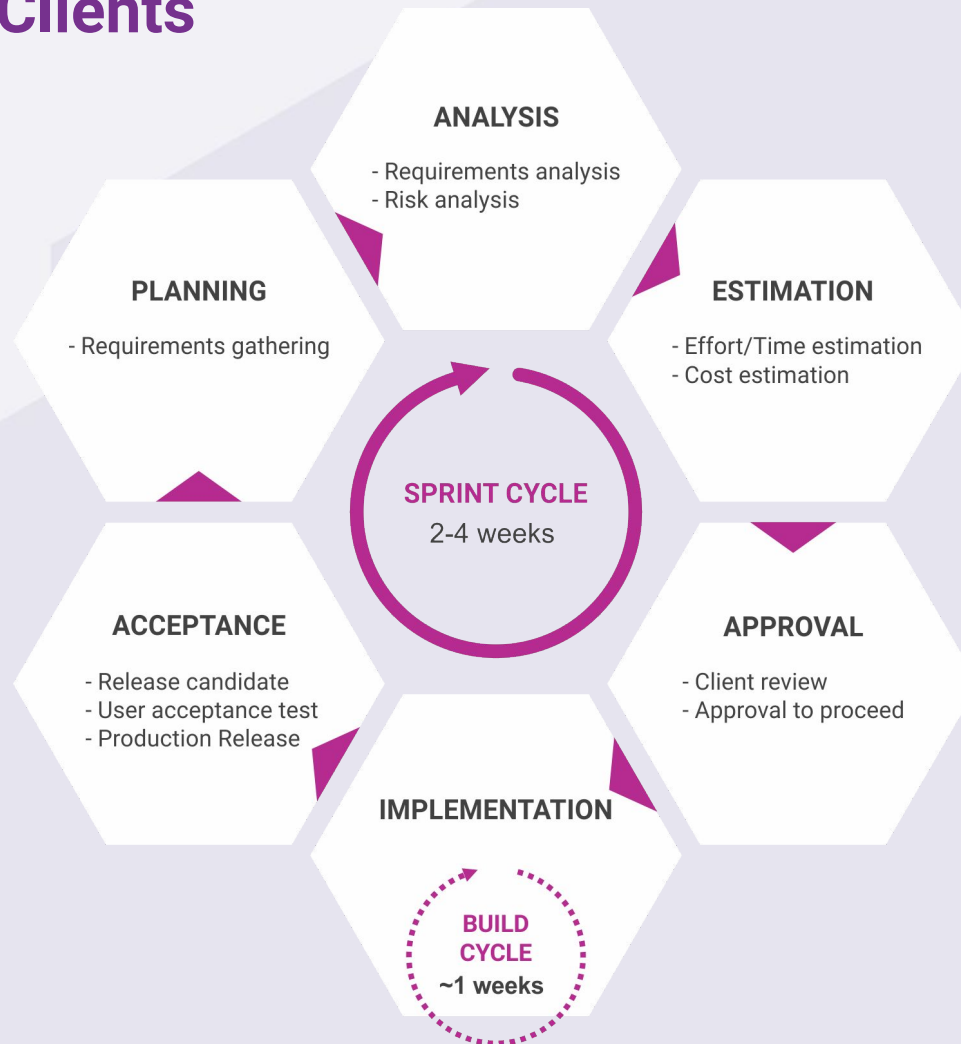 Clients
ANALYSIS
- Requirements analysis
- Risk analysis
PLANNING
- Requirements gathering
ESTIMATION
- Effort/Time estimation
- Cost estimation
SPRINT CYCLE
2-4 weeks
ACCEPTANCE
- Release candidate
- User acceptance test
- Production Release
APPROVAL
- Client review
- Approval to proceed
IMPLEMENTATION
BUILD
CYCLE
~1 weeks